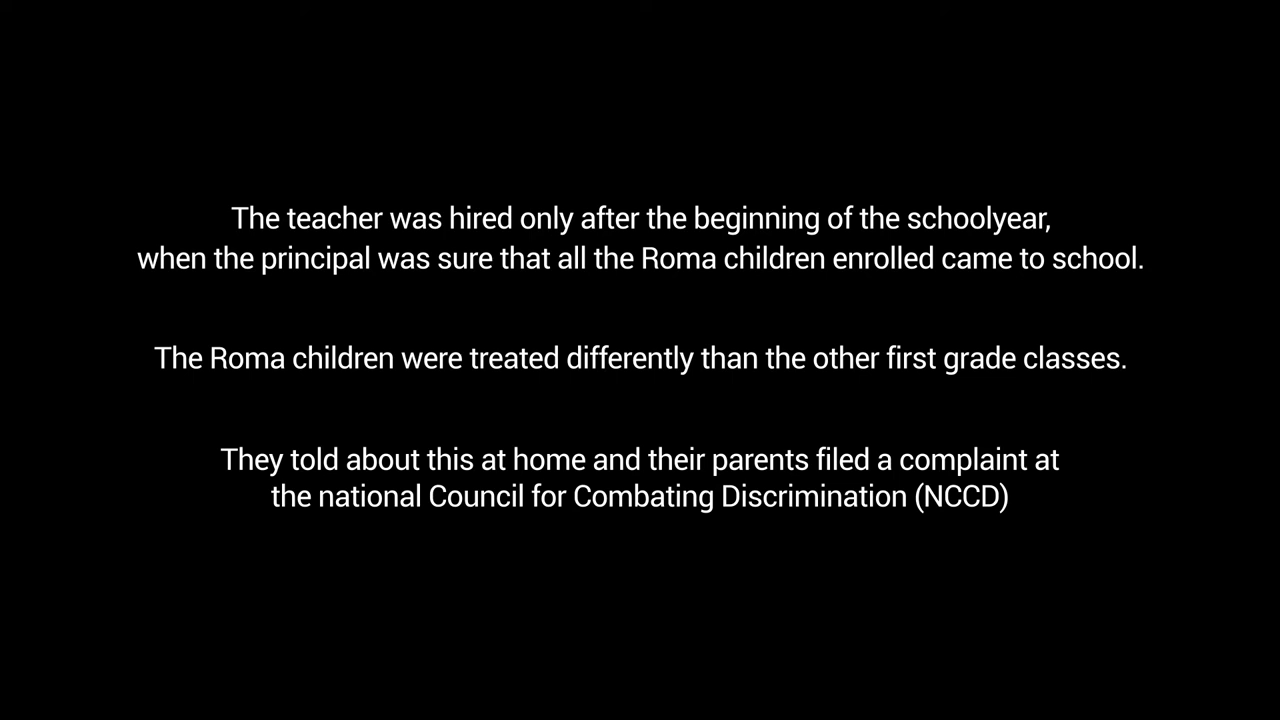 The teacher was hired only after the beginning of the schoolyear,
when the principal was sure that all the Roma children enrolled came to school.
The Roma children were treated differently than the other first grade classes.
They told about this at home and their parents filed a complaint at
the national Council for Combating Discrimination (NCCD)